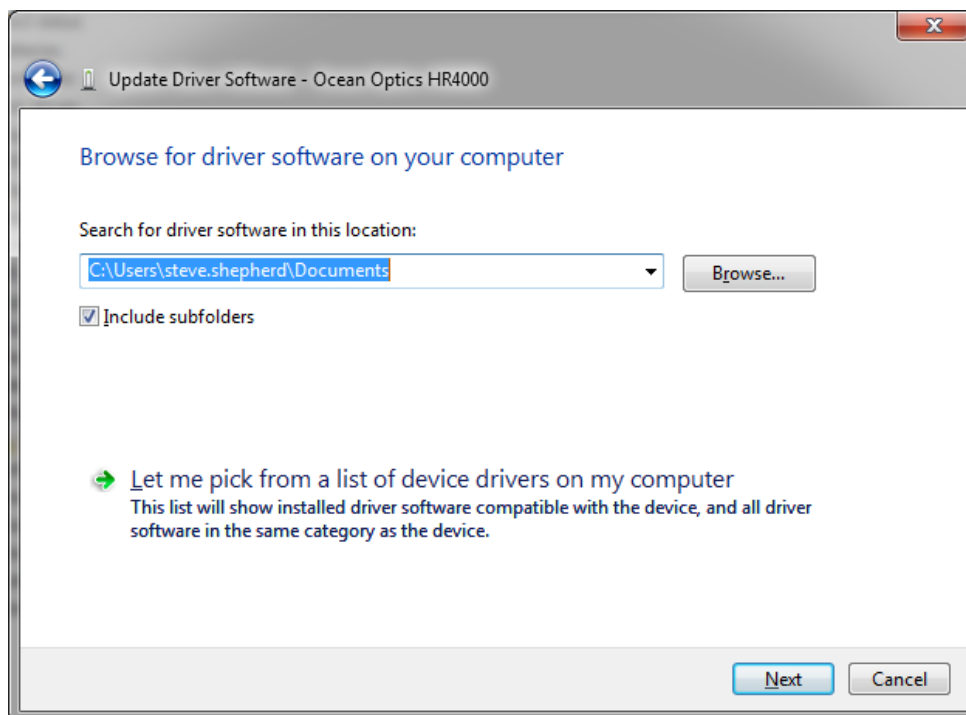 Update Driver Software - Ocean Optics HR4000
Browse for driver software on your computer
Search for driver software in this location:
C:\Users\steve.shepherd\Documents
Browse...
Include subfolders
Let me pick from a list of device drivers on my computer
This list will show installed driver software compatible with the device, and all driver
software in the same category as the device.
Next
Cancel